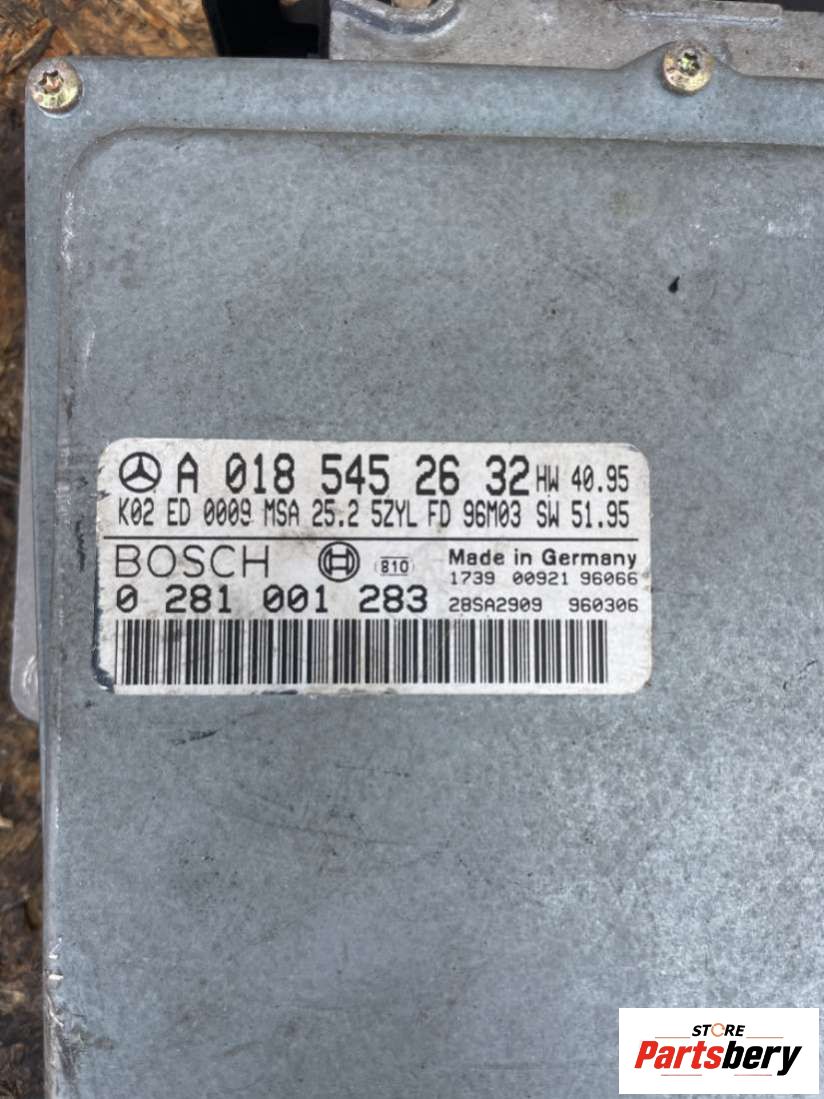 A 018 545 26 32 HW 40.95
K02 ED 0009 MSA 25.2 5ZYL FD 96M03 SW 51.95
BOSCH 810 Made in Germany
1739 00921 96066
0 281 001 283 28SA2909 960306
STORE
Partsbery